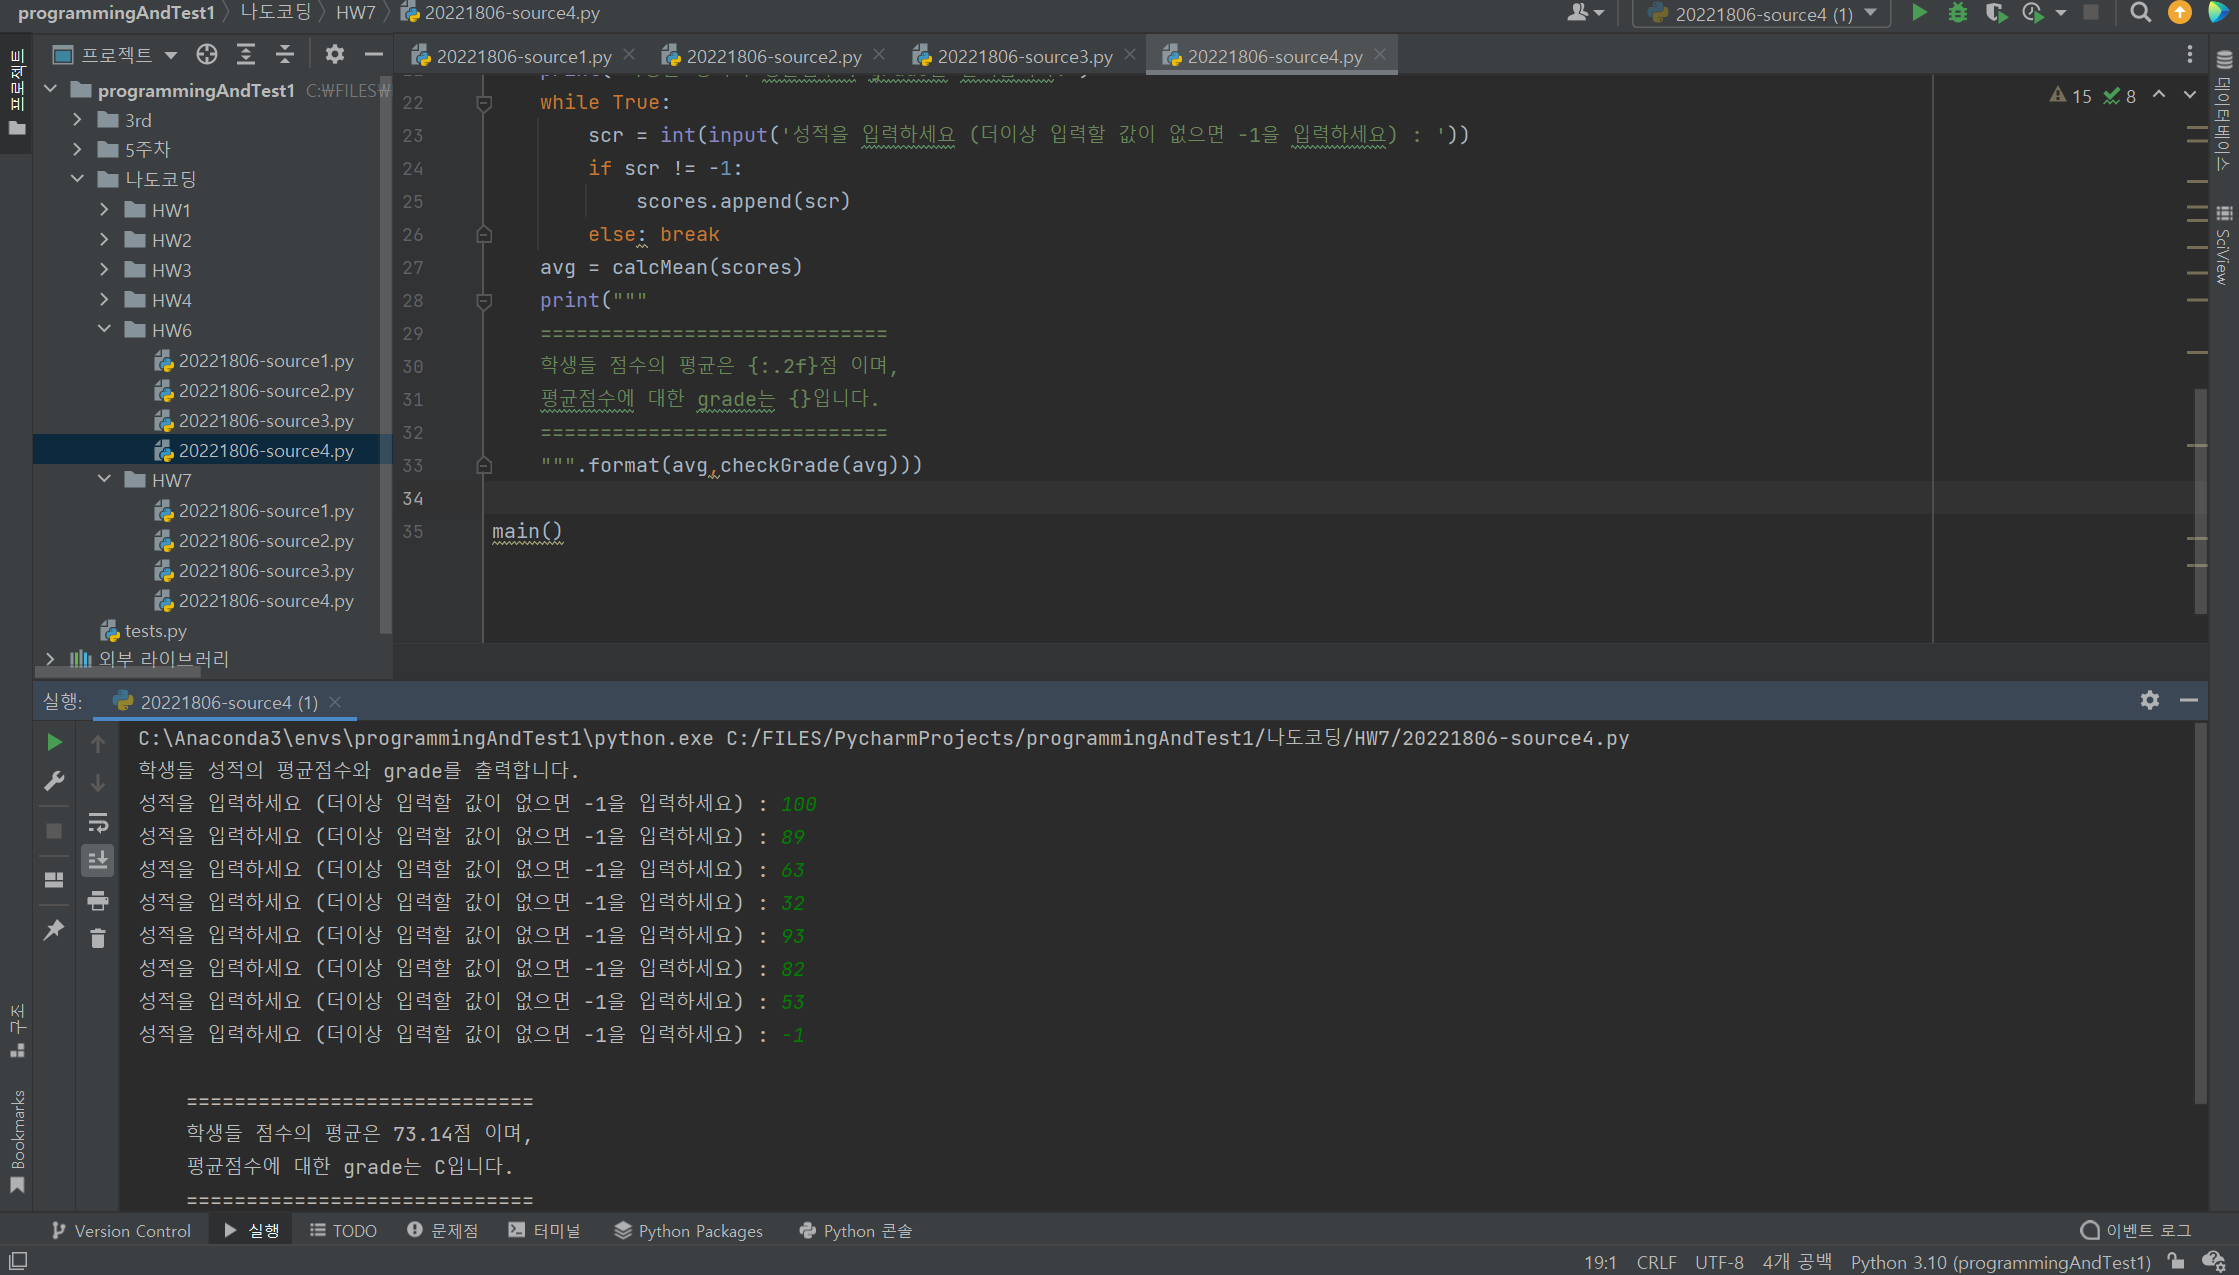 programmingAndTest1 나도코딩 HW7 20221806-source4.py
20221806-source4 (1)
프로젝트
20221806-source1.py 20221806-source2.py 20221806-source3.py 20221806-source4.py
프로젝트
programmingAndTest1 C:₩FILES₩
3rd
5주차
나도코딩
HW1
HW2
HW3
HW4
HW6
20221806-source1.py
20221806-source2.py
20221806-source3.py
20221806-source4.py
HW7
20221806-source1.py
20221806-source2.py
20221806-source3.py
20221806-source4.py
tests.py
외부 라이브러리
22 while True:
23 scr = int(input('성적을 입력하세요 (더이상 입력할 값이 없으면 -1을 입력하세요) : '))
24 if scr != -1:
25 scores.append(scr)
26 else: break
27 avg = calcMean(scores)
28 print("""
29 =============================
30 학생들 점수의 평균은 {:.2f}점 이며,
31 평균점수에 대한 grade는 {}입니다.
32 =============================
33 """.format(avg,checkGrade(avg)))
34
35 main()
15 8
데이터베이스
SciView
실행: 20221806-source4 (1)
C:\Anaconda3\envs\programmingAndTest1\python.exe C:/FILES/PycharmProjects/programmingAndTest1/나도코딩/HW7/20221806-source4.py
학생들 성적의 평균점수와 grade를 출력합니다.
성적을 입력하세요 (더이상 입력할 값이 없으면 -1을 입력하세요) : 100
성적을 입력하세요 (더이상 입력할 값이 없으면 -1을 입력하세요) : 89
성적을 입력하세요 (더이상 입력할 값이 없으면 -1을 입력하세요) : 63
성적을 입력하세요 (더이상 입력할 값이 없으면 -1을 입력하세요) : 32
성적을 입력하세요 (더이상 입력할 값이 없으면 -1을 입력하세요) : 93
성적을 입력하세요 (더이상 입력할 값이 없으면 -1을 입력하세요) : 82
성적을 입력하세요 (더이상 입력할 값이 없으면 -1을 입력하세요) : 53
성적을 입력하세요 (더이상 입력할 값이 없으면 -1을 입력하세요) : -1
=============================
학생들 점수의 평균은 73.14점 이며,
평균점수에 대한 grade는 C입니다.
=============================
구조
Bookmarks
Version Control 실행 TODO 문제점 터미널 Python Packages Python 콘솔 이벤트 로그
19:1 CRLF UTF-8 4개 공백 Python 3.10 (programmingAndTest1)